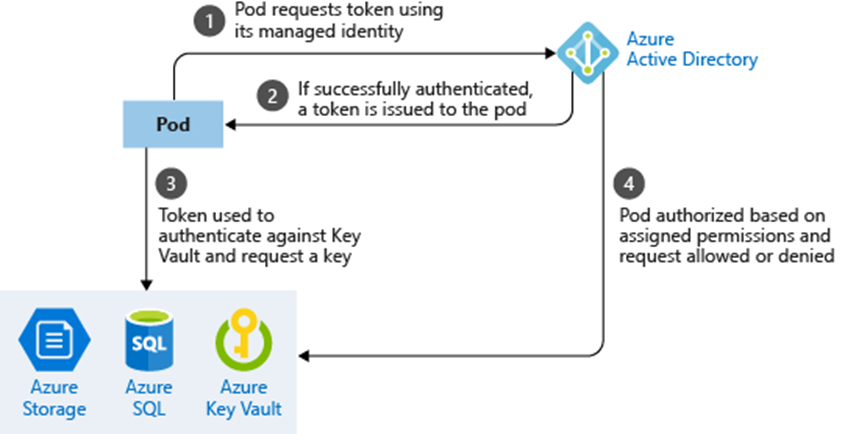 1
Pod requests token using
its managed identity
Azure
Active Directory
2
If successfully authenticated,
a token is issued to the pod
Pod
3
Token used to
authenticate against Key
Vault and request a key
4
Pod authorized based on
assigned permissions and
request allowed or denied
SQL
Azure
Storage
Azure
SQL
Azure
Key Vault